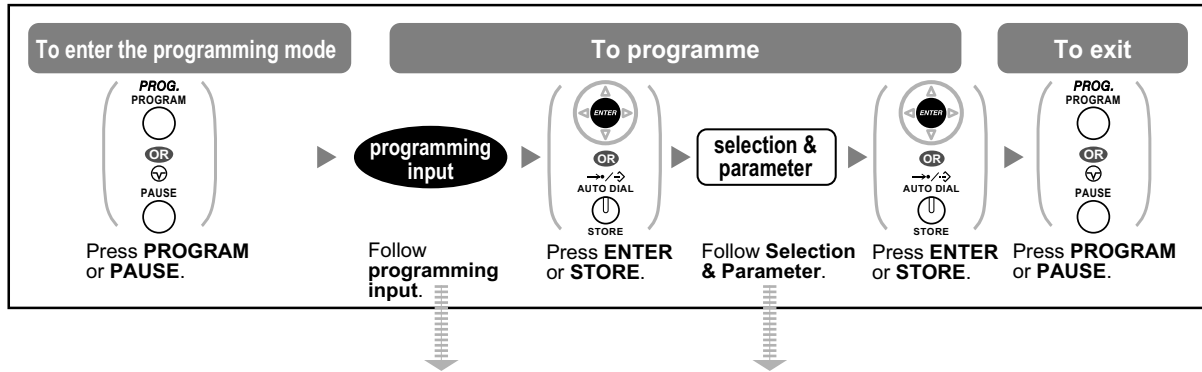 To enter the programming mode
To programme
To exit
PROG.
PROGRAM
OR
PAUSE
Press PROGRAM
or PAUSE.
programming
input
Follow
programming
input.
ENTER
OR
AUTO DIAL
STORE
Press ENTER
or STORE.
selection &
parameter
Follow Selection
& Parameter.
ENTER
OR
AUTO DIAL
STORE
Press ENTER
or STORE.
PROG.
PROGRAM
OR
PAUSE
Press PROGRAM
or PAUSE.